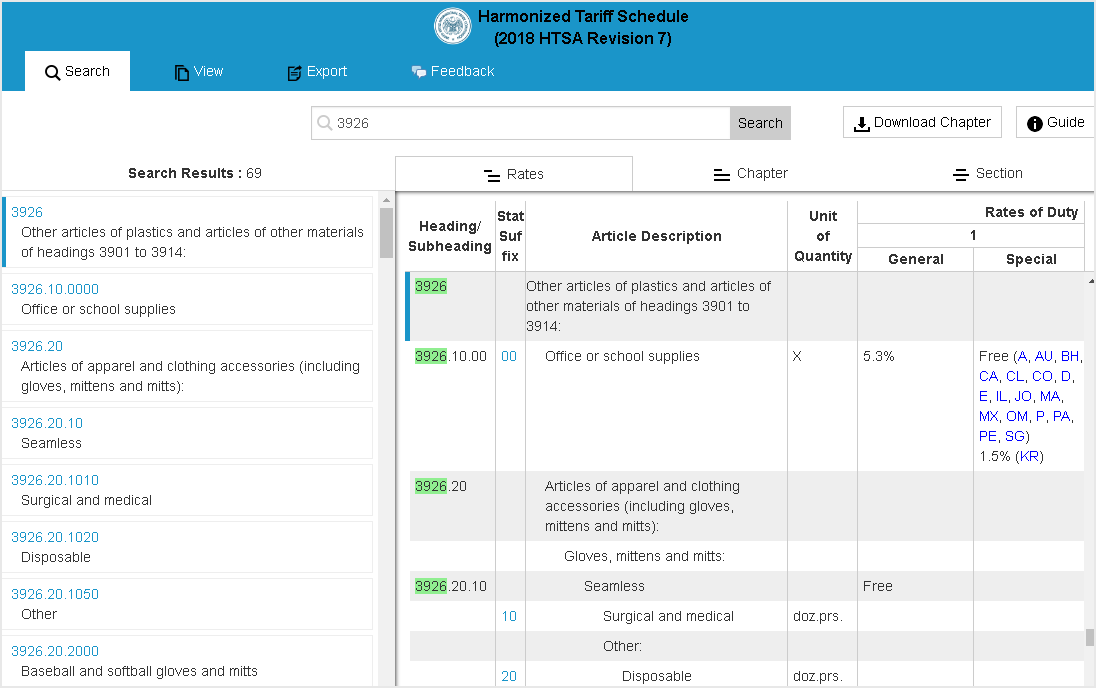 Harmonized Tariff Schedule
(2018 HTSA Revision 7)
Search
View
Export
Feedback
3926
Search
Download Chapter
Guide
Search Results : 69
Rates
Chapter
Section
3926
Other articles of plastics and articles of other materials
of headings 3901 to 3914:
3926.10.0000
Office or school supplies
3926.20
Articles of apparel and clothing accessories (including
gloves, mittens and mitts):
3926.20.10
Seamless
3926.20.1010
Surgical and medical
3926.20.1020
Disposable
3926.20.1050
Other
3926.20.2000
Baseball and softball gloves and mitts
Heading/
Subheading
Stat
Suf
fix
Article Description
Unit
of
Quantity
Rates of Duty
1
General
Special
3926
Other articles of plastics and articles of
other materials of headings 3901 to
3914:
3926.10.00
00
Office or school supplies
X
5.3%
Free (A, AU, BH,
CA, CL, CO, D,
E, IL, JO, MA,
MX, OM, P, PA,
PE, SG)
1.5% (KR)
3926.20
Articles of apparel and clothing
accessories (including gloves,
mittens and mitts):
Gloves, mittens and mitts:
3926.20.10
Seamless
Free
10
Surgical and medical
doz.prs.
Other:
20
Disposable
doz.prs.